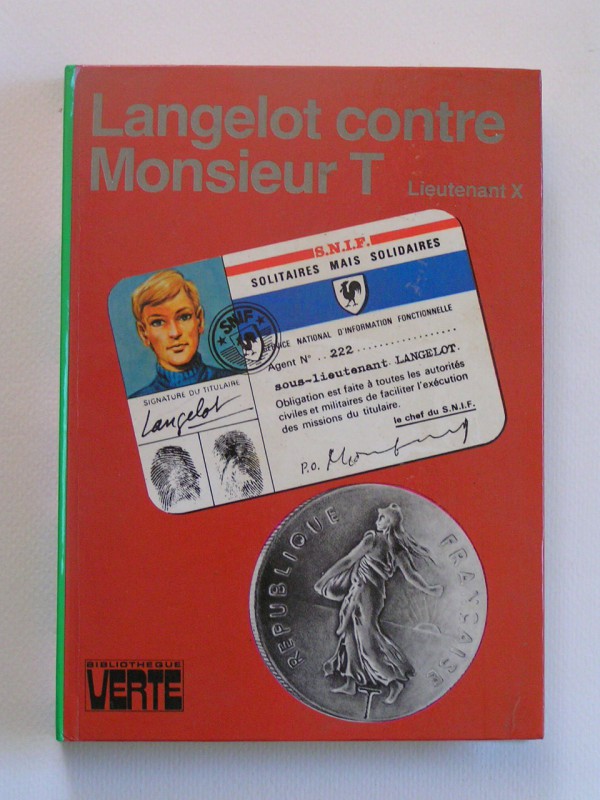 Langelot contre
Monsieur T
Lieutenant X
S.N.I.F.
SOLITAIRES MAIS SOLIDAIRES
SNIF
SERVICE NATIONAL D'INFORMATION FONCTIONNELLE
Agent N° ..222..................
sous-lieutenant LANGELOT.
Obligation est faite à toutes les autorités
civiles et militaires de faciliter l'exécution
des missions du titulaire.
le chef du S.N.I.F.
P.O.
SIGNATURE DU TITULAIRE
Langelot
REPUBLIQUE FRANÇAISE
T
BIBLIOTHEQUE
VERTE